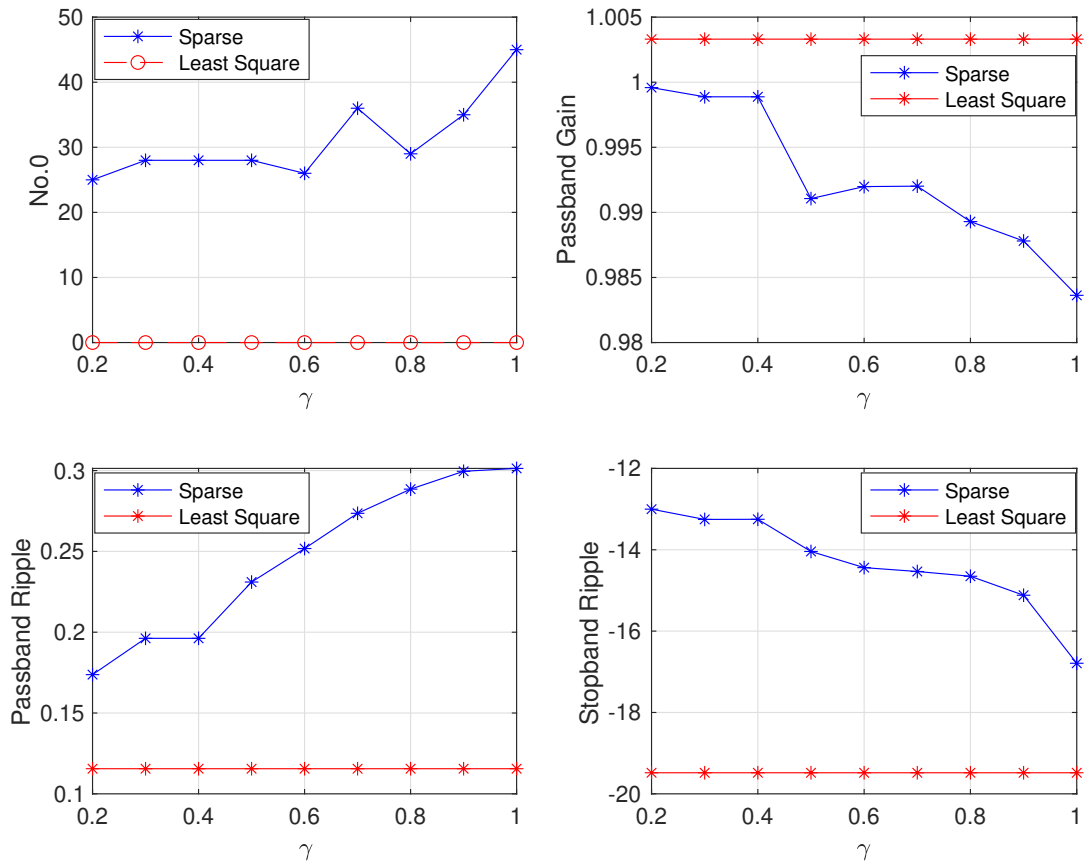 50
40
30
20
10
0
No.0
Sparse
Least Square
0.2
0.4
0.6
0.8
1
γ
1.005
1
0.995
0.99
0.985
0.98
Passband Gain
Sparse
Least Square
0.2
0.4
0.6
0.8
1
γ
0.3
0.25
0.2
0.15
0.1
Passband Ripple
Sparse
Least Square
0.2
0.4
0.6
0.8
1
γ
-12
-14
-16
-18
-20
Stopband Ripple
Sparse
Least Square
0.2
0.4
0.6
0.8
1
γ